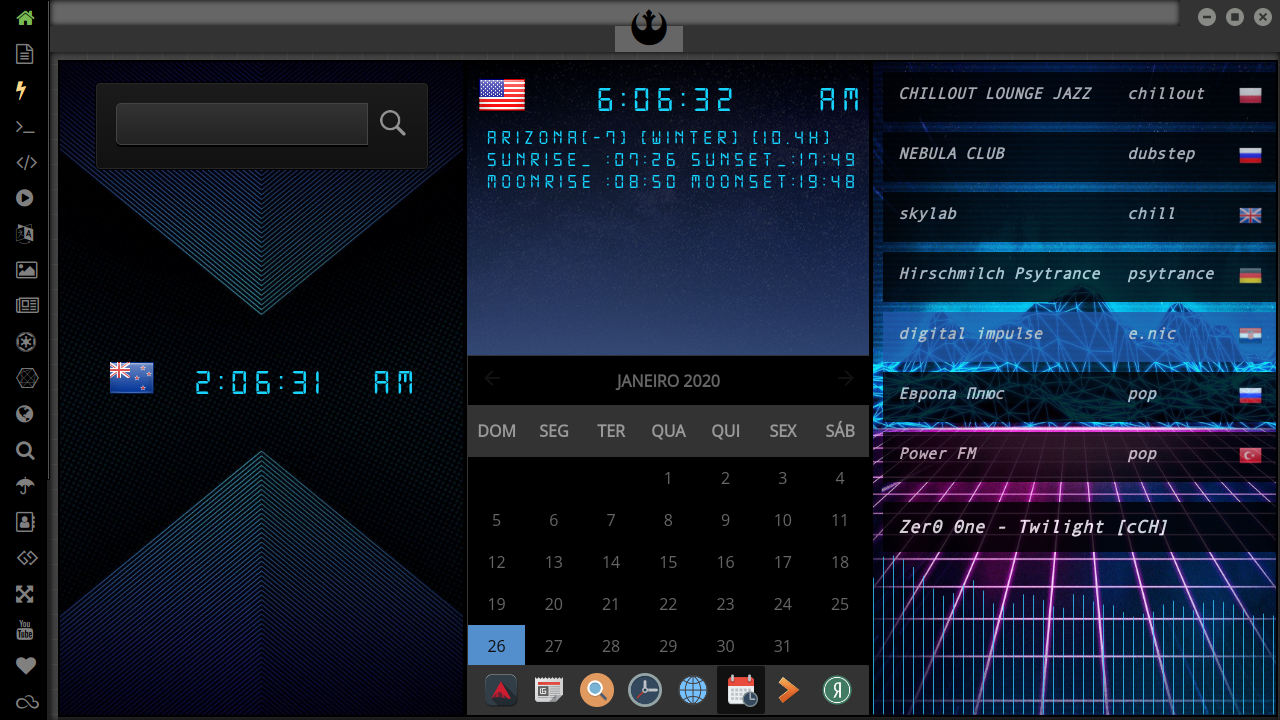 6:06:32 AM
ARIZONA[-7] [WINTER] [10.4H]
SUNRISE_ :07:26 SUNSET_:17:49
MOONRISE :08:50 MOONSET:19:48
2:06:31 AM
JANEIRO 2020
DOM SEG TER QUA QUI SEX SÁB
1 2 3 4
5 6 7 8 9 10 11
12 13 14 15 16 17 18
19 20 21 22 23 24 25
26 27 28 29 30 31
CHILLOUT LOUNGE JAZZ chillout
NEBULA CLUB dubstep
skylab chill
Hirschmilch Psytrance psytrance
digital impulse e.nic
Европа Плюс pop
Power FM pop
Zer0 0ne - Twilight [cCH]
You
Tube
Я